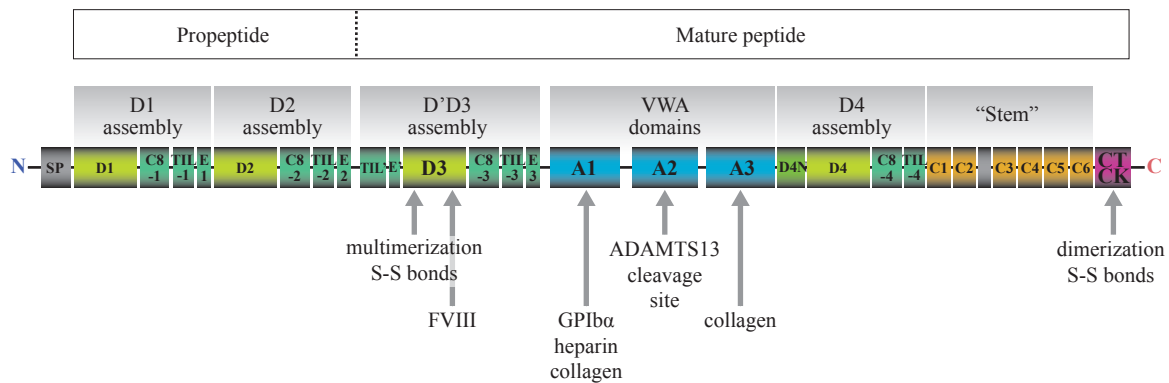 Propeptide
Mature peptide
D1
assembly
D2
assembly
D’D3
assembly
VWA
domains
D4
assembly
“Stem”
N
SP
D1
C8
-1
TIL
-1
E
1
D2
C8
-2
TIL
-2
E
2
TIL'
E'
D3
C8
-3
TIL
-3
E
3
A1
A2
A3
D4N
D4
C8
-4
TIL
-4
C1
C2
C3
C4
C5
C6
CT
CK
C
multimerization
S-S bonds
FVIII
GPIbα
heparin
collagen
ADAMTS13
cleavage
site
collagen
dimerization
S-S bonds